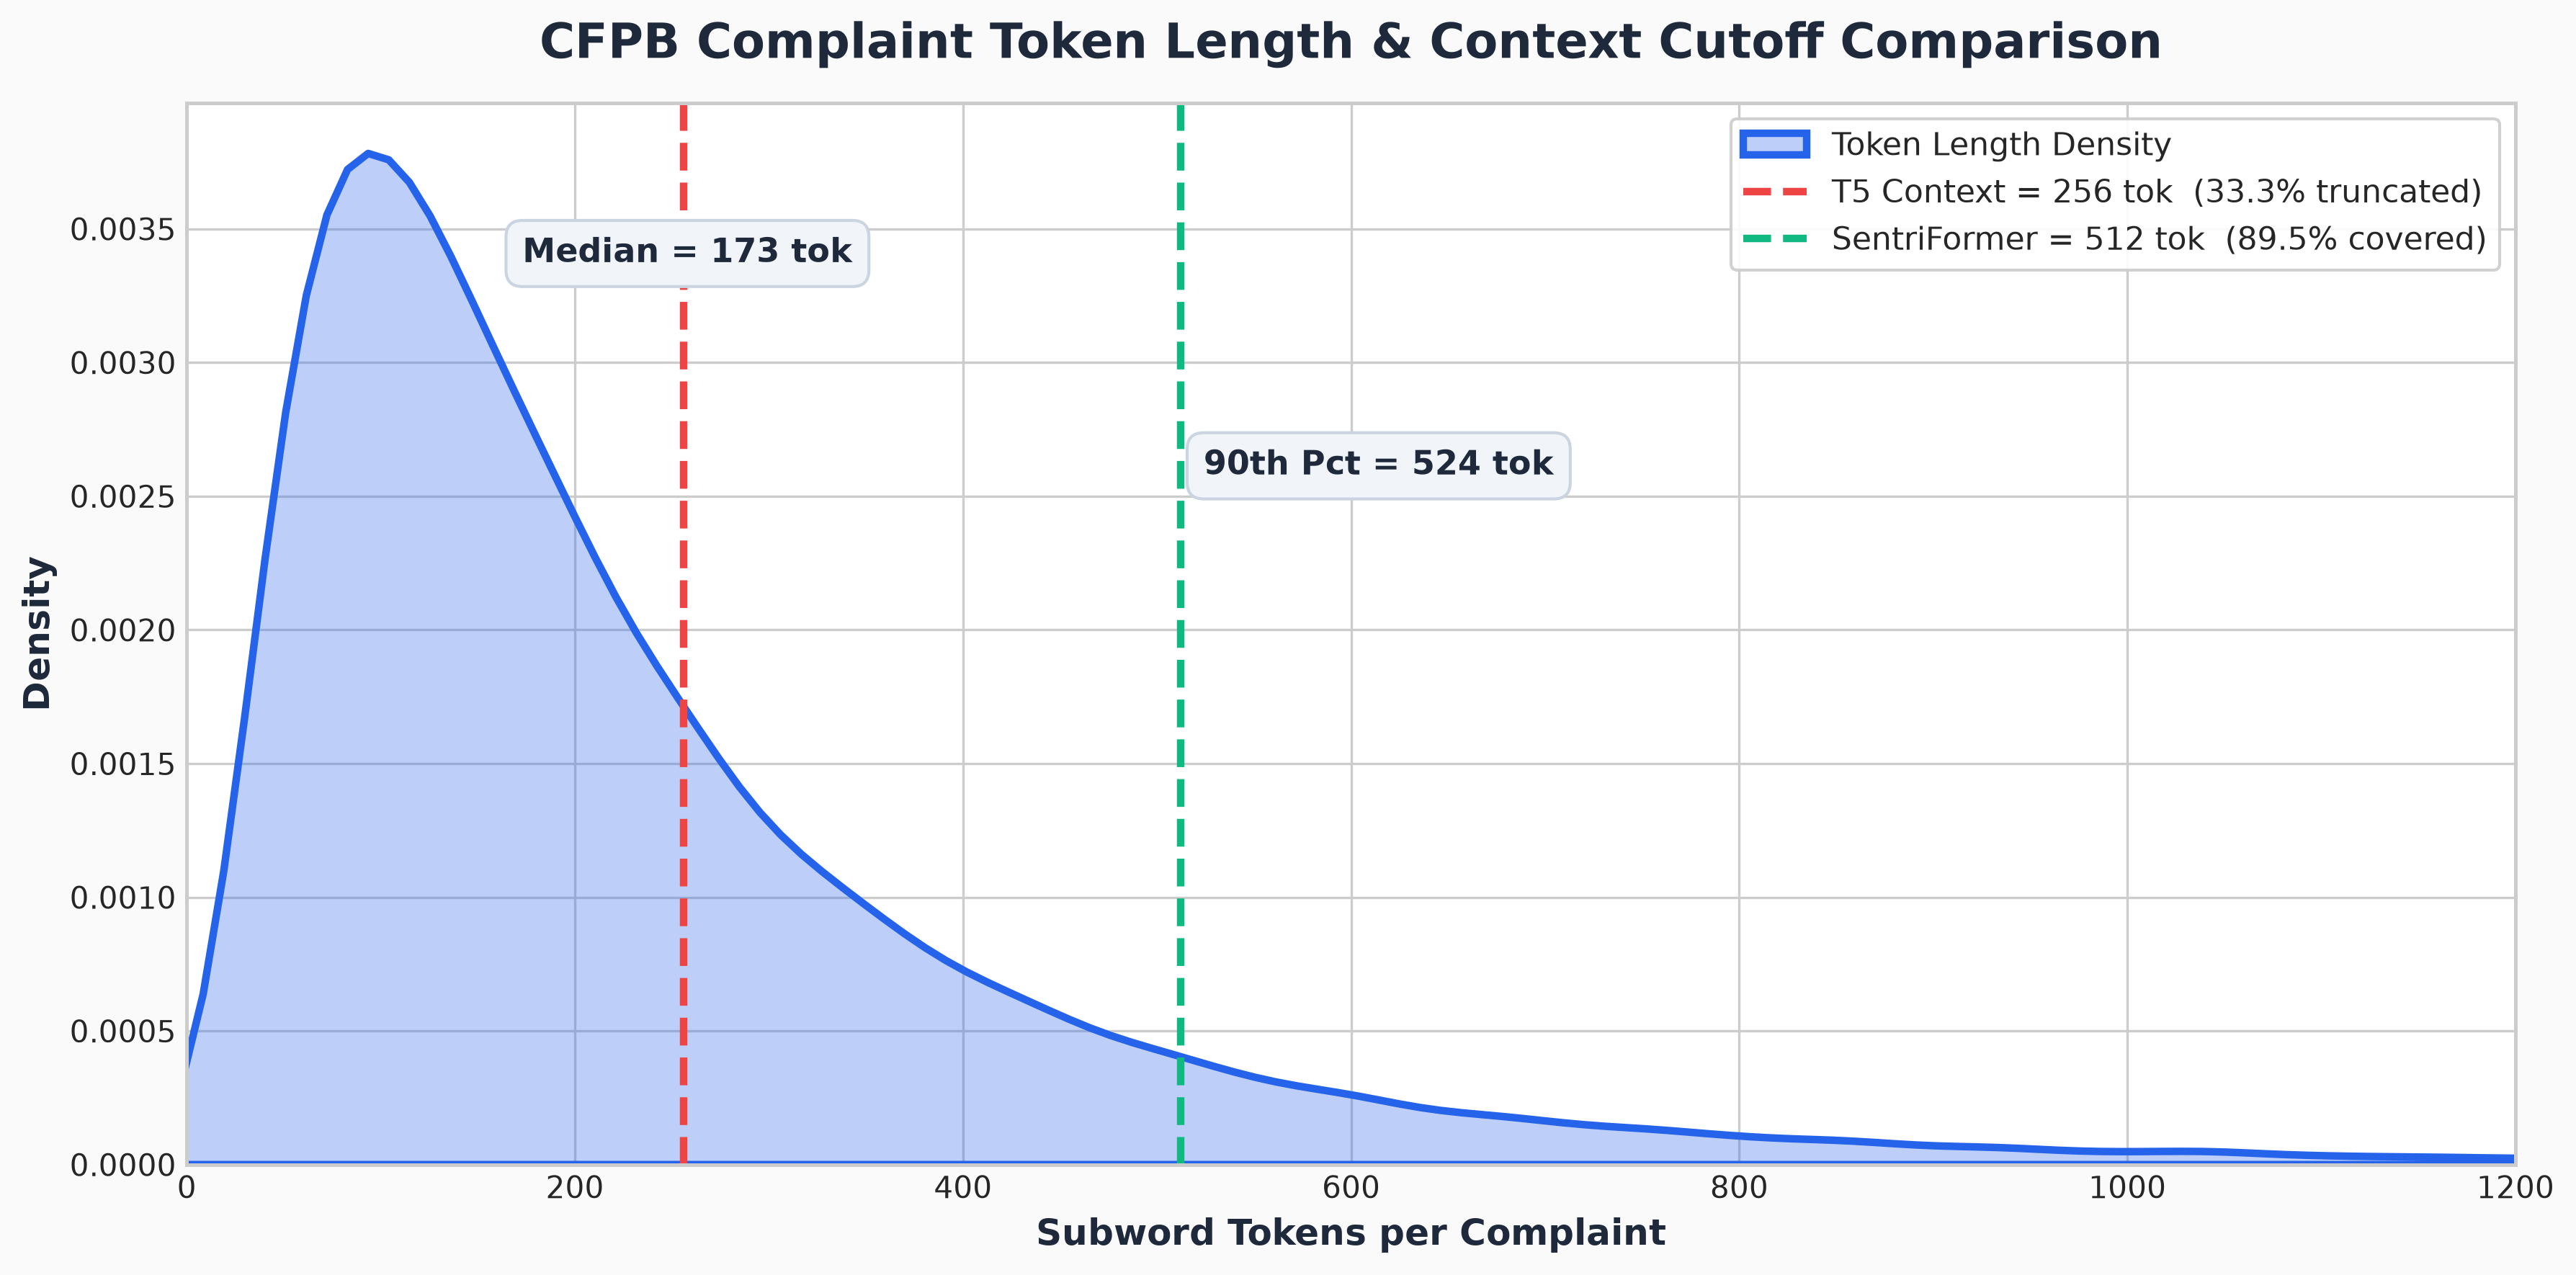 CFPB Complaint Token Length & Context Cutoff Comparison
Token Length Density
T5 Context = 256 tok  (33.3% truncated)
SentriFormer = 512 tok  (89.5% covered)
Median = 173 tok
90th Pct = 524 tok
Density
0.0035
0.0030
0.0025
0.0020
0.0015
0.0010
0.0005
0.0000
0 200 400 600 800 1000 1200
Subword Tokens per Complaint